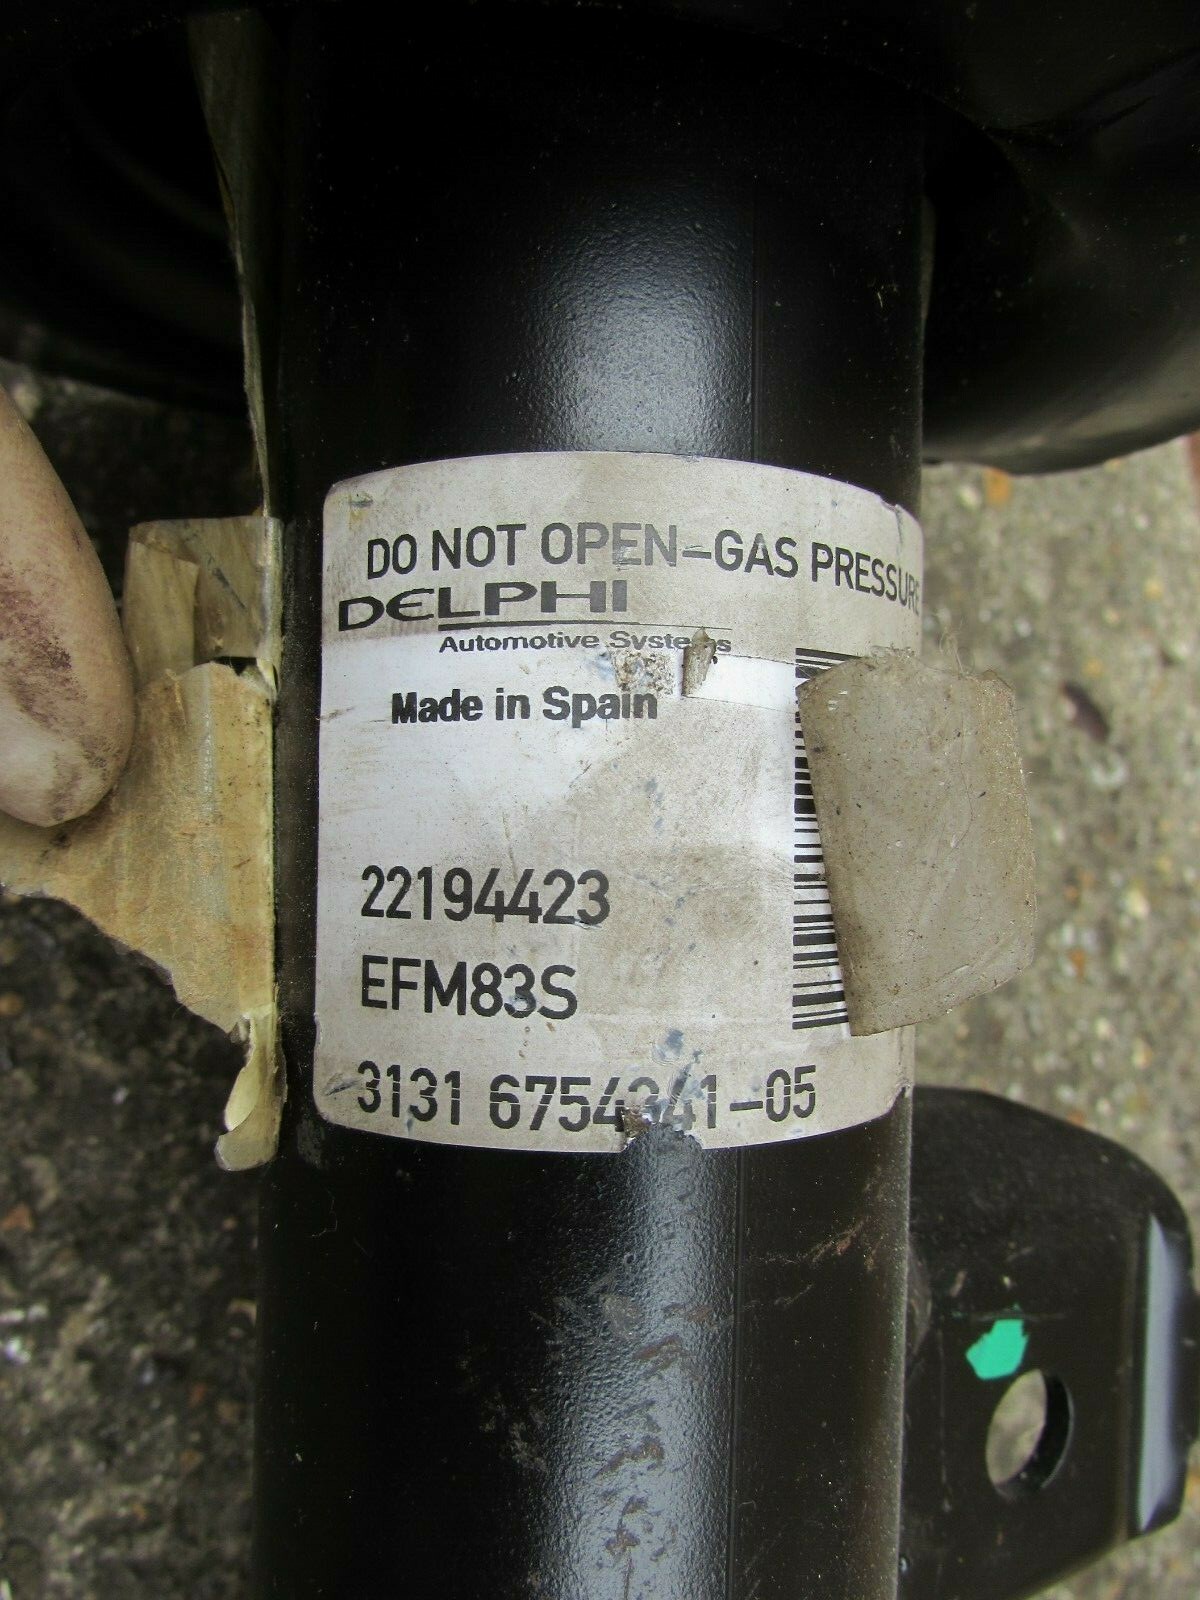 DO NOT OPEN-GAS PRESSURE
DELPHI
Automotive Systems
Made in Spain
22194423
EFM83S
3131 6754341-05